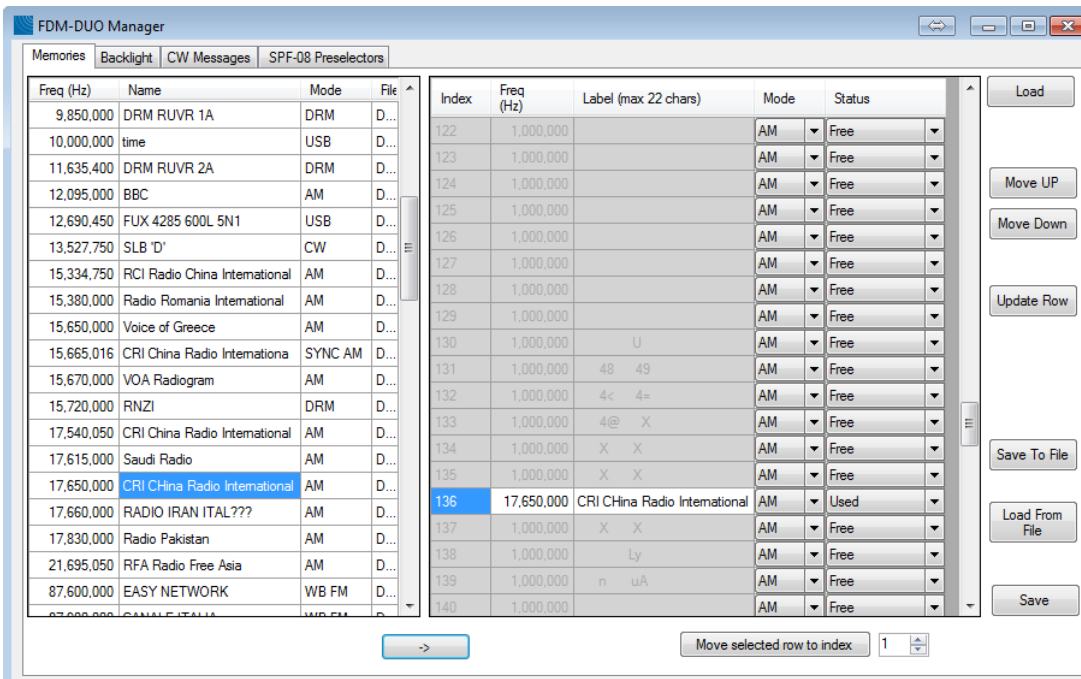 FDM-DUO Manager
Memories Backlight CW Messages SPF-08 Preselectors
Freq (Hz) Name Mode File
9,850,000 DRM RUVR 1A DRM D...
10,000,000 time USB D...
11,635,400 DRM RUVR 2A DRM D...
12,095,000 BBC AM D...
12,690,450 FUX 4285 600L 5N1 USB D...
13,527,750 SLB 'D' CW D...
15,334,750 RCI Radio China International AM D...
15,380,000 Radio Romania International AM D...
15,650,000 Voice of Greece AM D...
15,665,016 CRI China Radio Internationa SYNC AM D...
15,670,000 VOA Radiogram AM D...
15,720,000 RNZI DRM D...
17,540,050 CRI China Radio International AM D...
17,615,000 Saudi Radio AM D...
17,650,000 CRI CHina Radio International AM D...
17,660,000 RADIO IRAN ITAL??? AM D...
17,830,000 Radio Pakistan AM D...
21,695,050 RFA Radio Free Asia AM D...
87,600,000 EASY NETWORK WB FM D...
->
Index Freq (Hz) Label (max 22 chars) Mode Status
122 1,000,000 AM Free
123 1,000,000 AM Free
124 1,000,000 AM Free
125 1,000,000 AM Free
126 1,000,000 AM Free
127 1,000,000 AM Free
128 1,000,000 AM Free
129 1,000,000 AM Free
130 1,000,000 U AM Free
131 1,000,000 48 49 AM Free
132 1,000,000 4< 4= AM Free
133 1,000,000 4@ X AM Free
134 1,000,000 X X AM Free
135 1,000,000 X X AM Free
136 17,650,000 CRI CHina Radio International AM Used
137 1,000,000 X X AM Free
138 1,000,000 Ly AM Free
139 1,000,000 n uA AM Free
140 1,000,000 AM Free
Move selected row to index 1
Load
Move UP
Move Down
Update Row
Save To File
Load From
File
Save